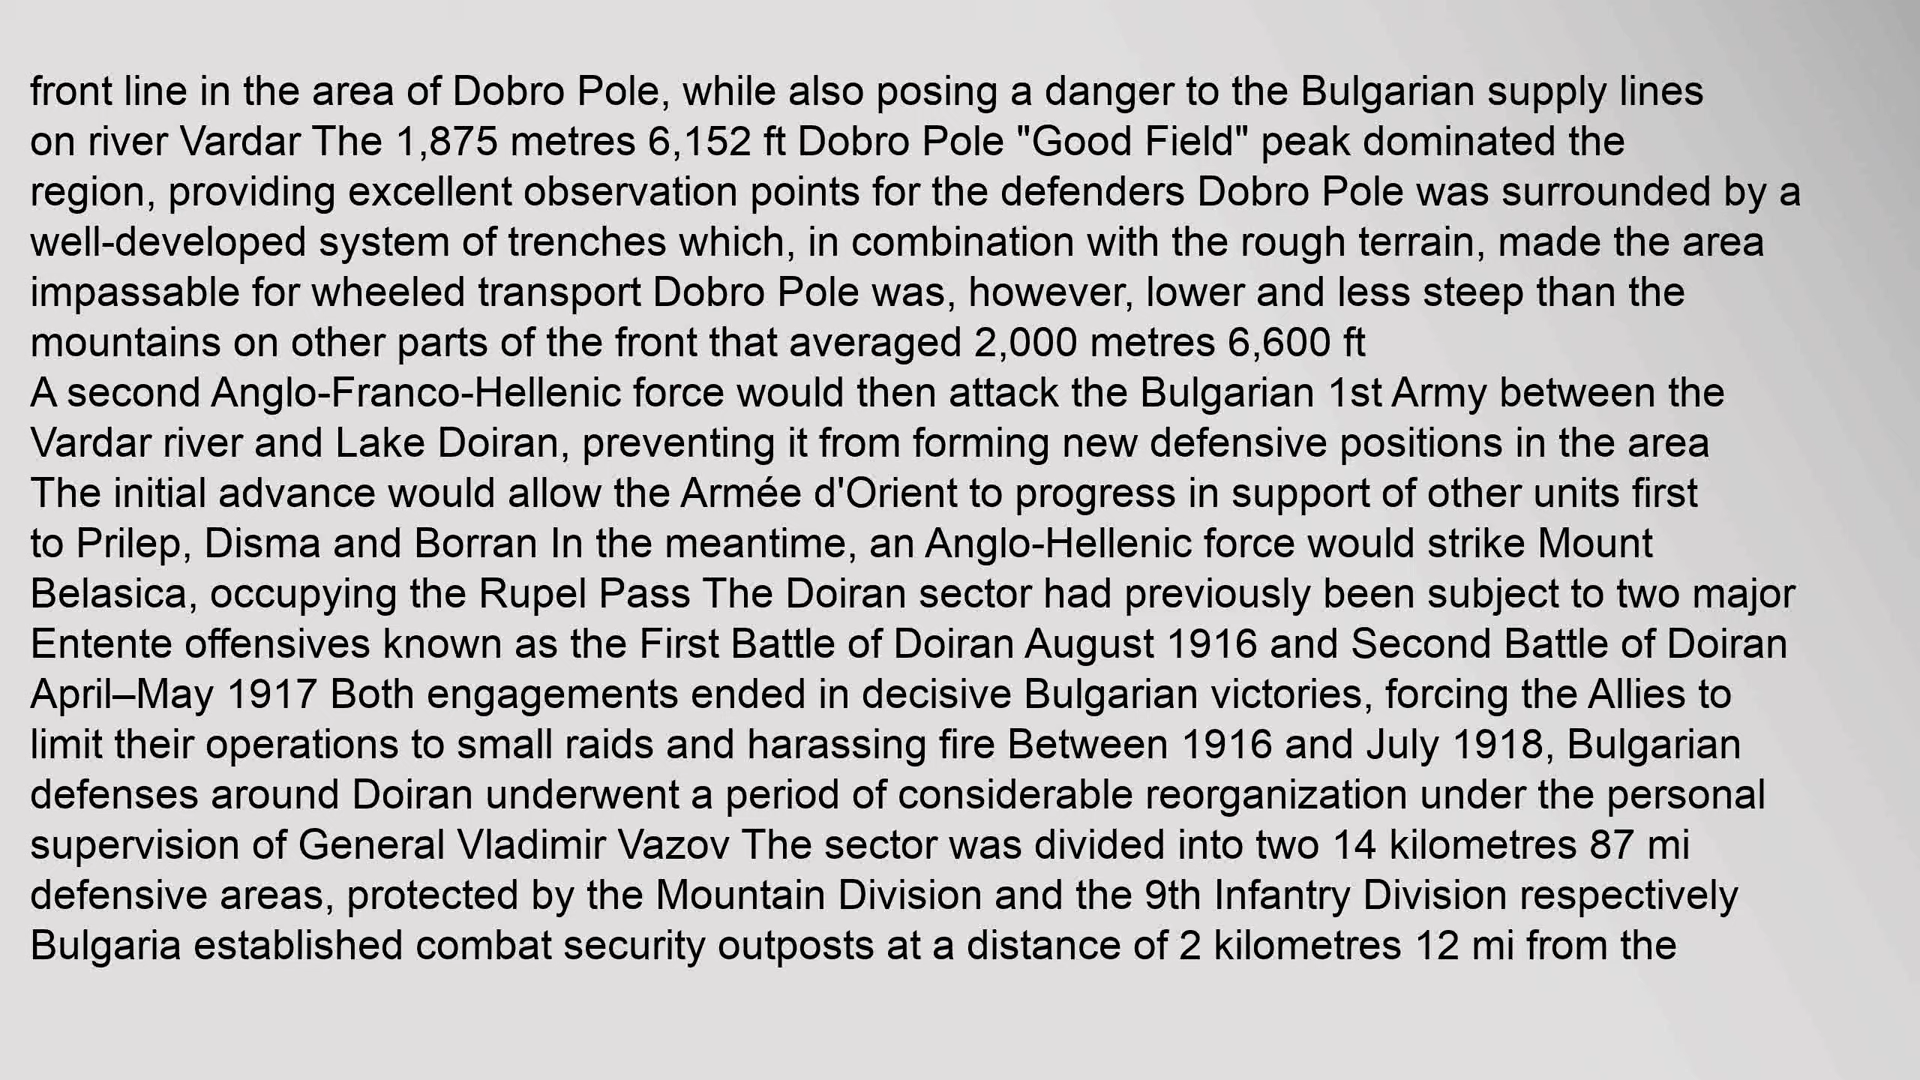 front line in the area of Dobro Pole, while also posing a danger to the Bulgarian supply lines
on river Vardar The 1,875 metres 6,152 ft Dobro Pole "Good Field" peak dominated the
region, providing excellent observation points for the defenders Dobro Pole was surrounded by a
well-developed system of trenches which, in combination with the rough terrain, made the area
impassable for wheeled transport Dobro Pole was, however, lower and less steep than the
mountains on other parts of the front that averaged 2,000 metres 6,600 ft
A second Anglo-Franco-Hellenic force would then attack the Bulgarian 1st Army between the
Vardar river and Lake Doiran, preventing it from forming new defensive positions in the area
The initial advance would allow the Armée d'Orient to progress in support of other units first
to Prilep, Disma and Borran In the meantime, an Anglo-Hellenic force would strike Mount
Belasica, occupying the Rupel Pass The Doiran sector had previously been subject to two major
Entente offensives known as the First Battle of Doiran August 1916 and Second Battle of Doiran
April–May 1917 Both engagements ended in decisive Bulgarian victories, forcing the Allies to
limit their operations to small raids and harassing fire Between 1916 and July 1918, Bulgarian
defenses around Doiran underwent a period of considerable reorganization under the personal
supervision of General Vladimir Vazov The sector was divided into two 14 kilometres 87 mi
defensive areas, protected by the Mountain Division and the 9th Infantry Division respectively
Bulgaria established combat security outposts at a distance of 2 kilometres 12 mi from the